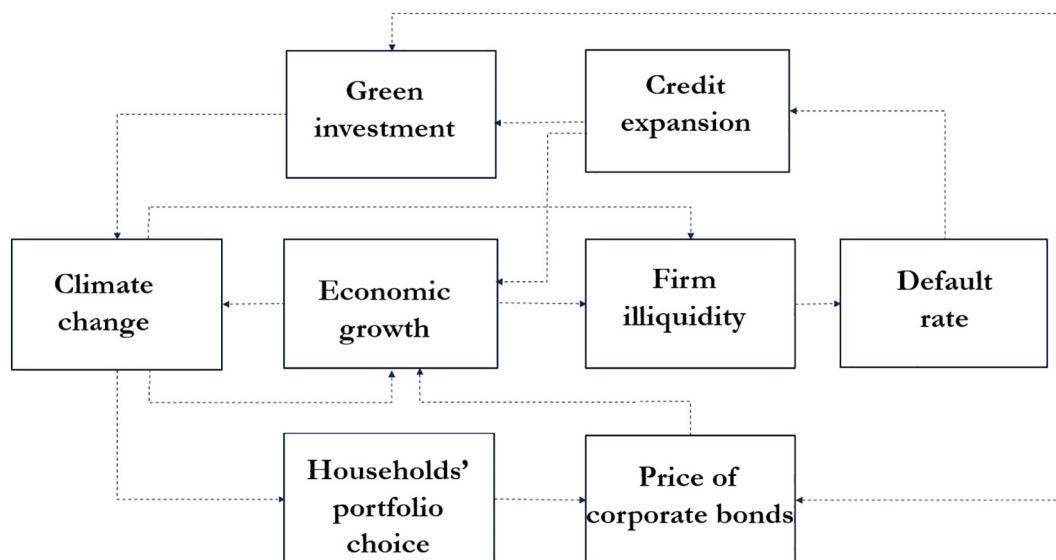 Green
investment
Credit
expansion
Climate
change
Economic
growth
Firm
illiquidity
Default
rate
Households’
portfolio
choice
Price of
corporate bonds